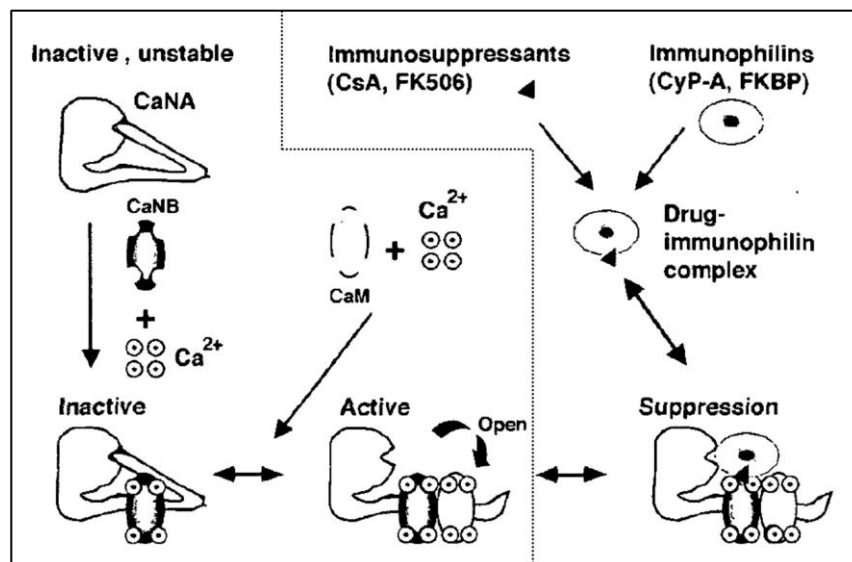 Inactive , unstable
CaNA
CaNB
+
Ca2+
Inactive
Immunosuppressants
(CsA, FK506)
Immunophilins
(CyP-A, FKBP)
Drug-
immunophilin
complex
Ca2+
+
CaM
Active
Open
Suppression